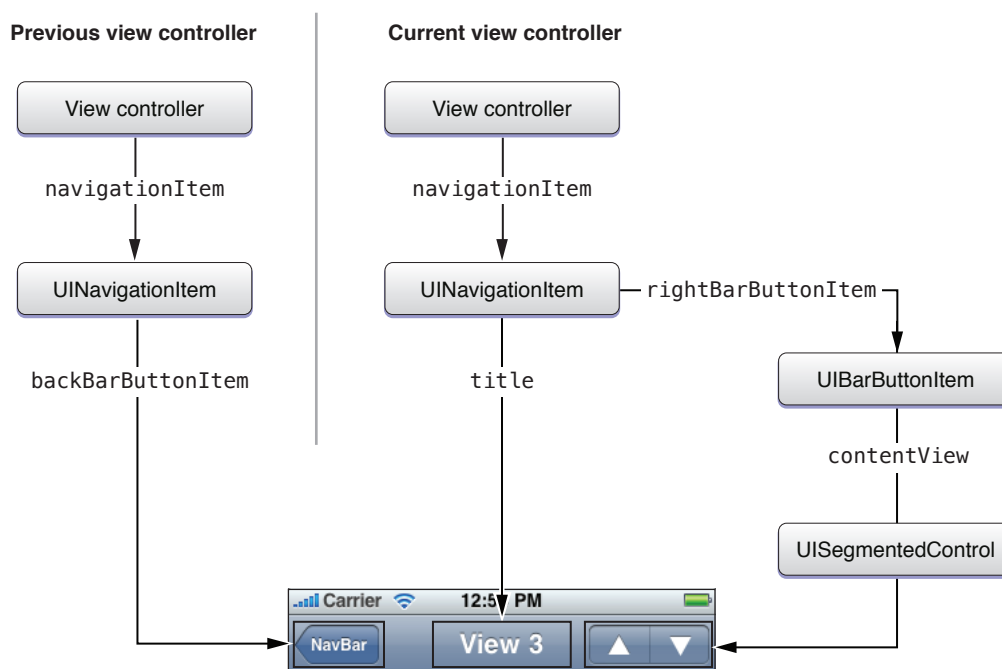 Previous view controller
Current view controller
View controller
View controller
navigationItem
navigationItem
UINavigationItem
UINavigationItem
rightBarButtonItem
backBarButtonItem
title
UIBarButtonItem
contentView
UISegmentedControl
Carrier
PM
NavBar
View 3